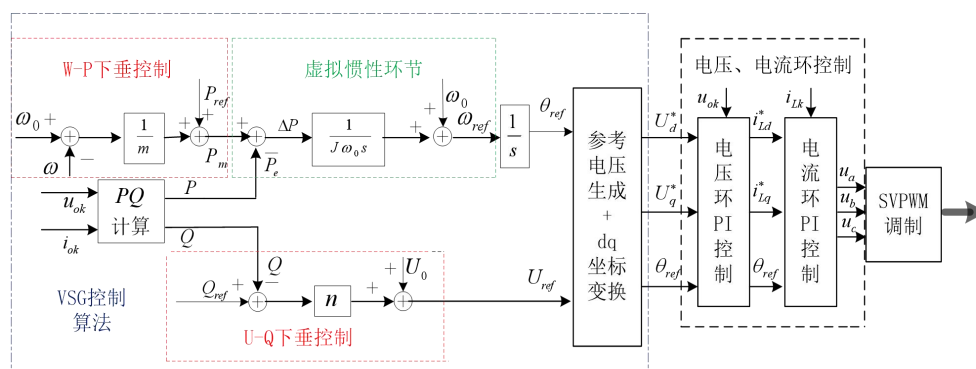 W-P下垂控制
虚拟惯性环节
电压、电流环控制
P_ref
ω_0
u_ok
i_Lk
ω_0 +
1/m
+
+
P_m
+
ΔP
1/(Jω_0 s)
+
+
ω_ref
1/s
θ_ref
ω
−
−
P_e
u_ok
i_ok
PQ
计算
P
Q
参考
电压
生成
+
dq
坐标
变换
U_d^*
U_q^*
θ_ref
电压环PI控制
i_Ld^*
i_Lq^*
θ_ref
电流环PI控制
u_a
u_b
u_c
SVPWM
调制
Q
−
Q_ref +
n
+
+
U_0
U_ref
VSG控制
算法
U-Q下垂控制